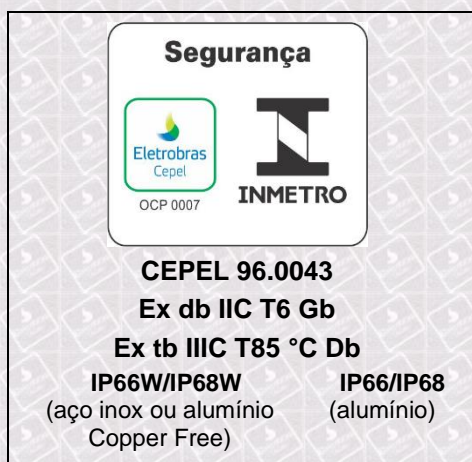 Segurança
Eletrobras
Cepel
OCP 0007
INMETRO
CEPEL 96.0043
Ex db IIC T6 Gb
Ex tb IIIC T85 °C Db
IP66W/IP68W IP66/IP68
(aço inox ou alumínio (alumínio)
Copper Free)